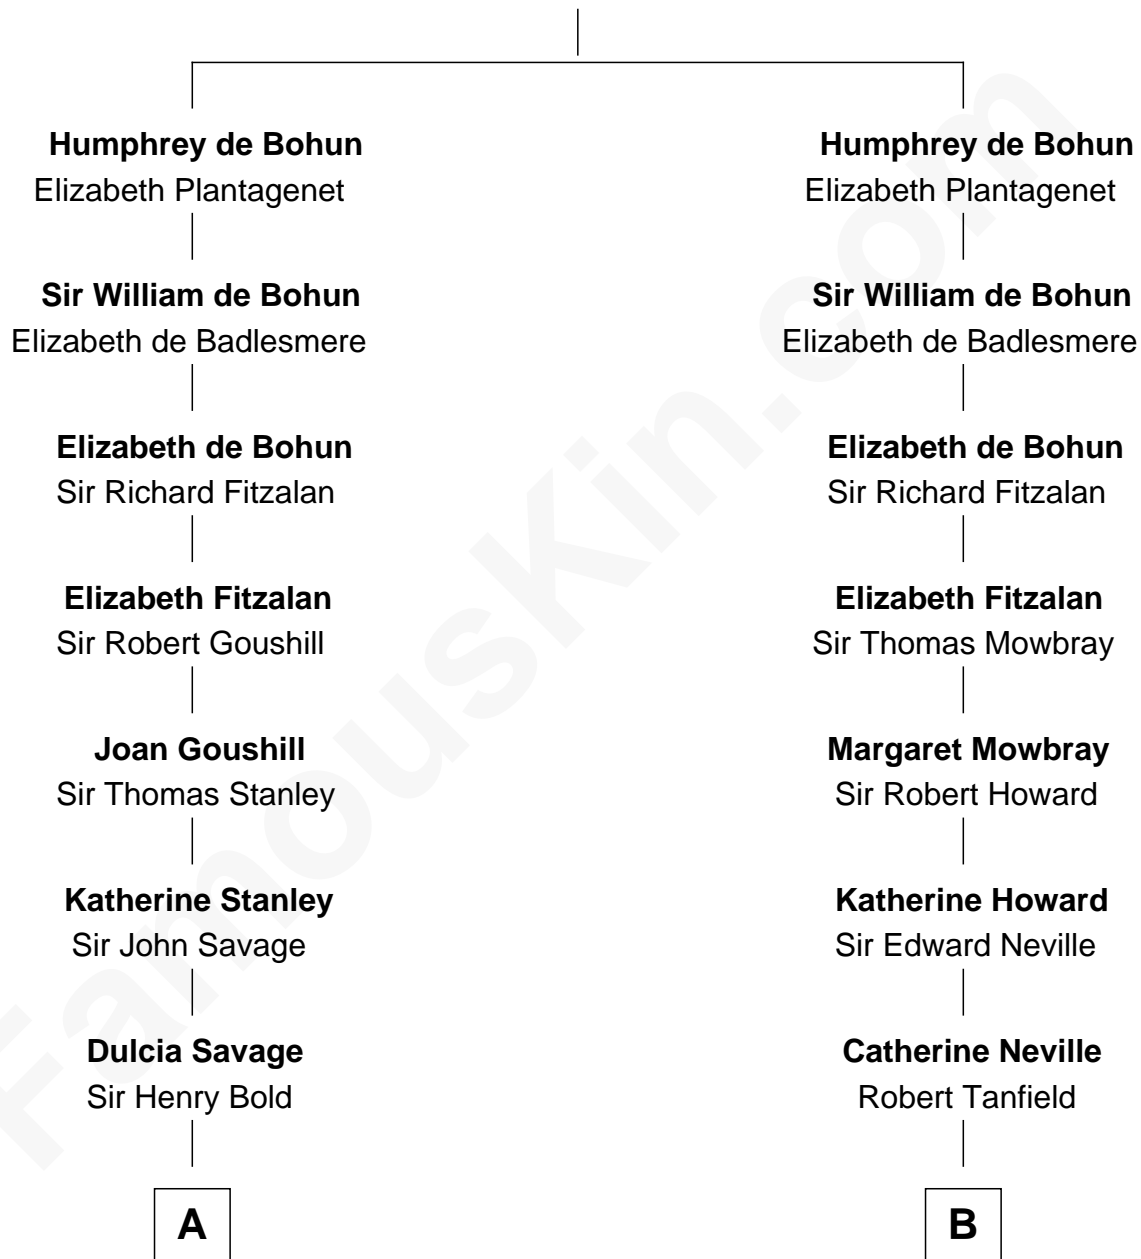 Humphrey de Bohun
Elizabeth Plantagenet
Sir William de Bohun
Elizabeth de Badlesmere
Elizabeth de Bohun
Sir Richard Fitzalan
Elizabeth Fitzalan
Sir Robert Goushill
Joan Goushill
Sir Thomas Stanley
Katherine Stanley
Sir John Savage
Dulcia Savage
Sir Henry Bold
A
Humphrey de Bohun
Elizabeth Plantagenet
Sir William de Bohun
Elizabeth de Badlesmere
Elizabeth de Bohun
Sir Richard Fitzalan
Elizabeth Fitzalan
Sir Thomas Mowbray
Margaret Mowbray
Sir Robert Howard
Katherine Howard
Sir Edward Neville
Catherine Neville
Robert Tanfield
B
FamousKin.com